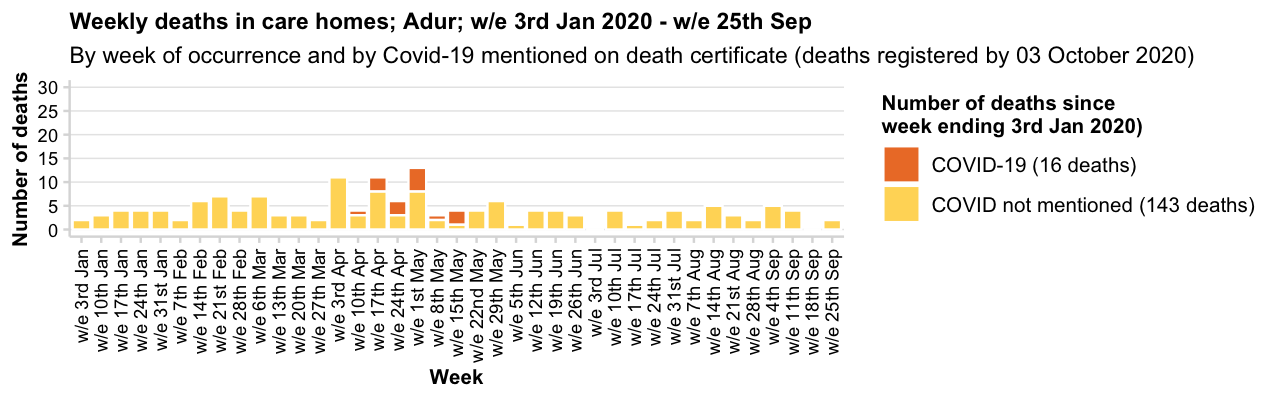 Weekly deaths in care homes; Adur; w/e 3rd Jan 2020 - w/e 25th Sep
By week of occurrence and by Covid-19 mentioned on death certificate (deaths registered by 03 October 2020)
Number of deaths
30
25
20
15
10
5
0
w/e 3rd Jan
w/e 10th Jan
w/e 17th Jan
w/e 24th Jan
w/e 31st Jan
w/e 7th Feb
w/e 14th Feb
w/e 21st Feb
w/e 28th Feb
w/e 6th Mar
w/e 13th Mar
w/e 20th Mar
w/e 27th Mar
w/e 3rd Apr
w/e 10th Apr
w/e 17th Apr
w/e 24th Apr
w/e 1st May
w/e 8th May
w/e 15th May
w/e 22nd May
w/e 29th May
w/e 5th Jun
w/e 12th Jun
w/e 19th Jun
w/e 26th Jun
w/e 3rd Jul
w/e 10th Jul
w/e 17th Jul
w/e 24th Jul
w/e 31st Jul
w/e 7th Aug
w/e 14th Aug
w/e 21st Aug
w/e 28th Aug
w/e 4th Sep
w/e 11th Sep
w/e 18th Sep
w/e 25th Sep
Week
Number of deaths since
week ending 3rd Jan 2020)
COVID-19 (16 deaths)
COVID not mentioned (143 deaths)